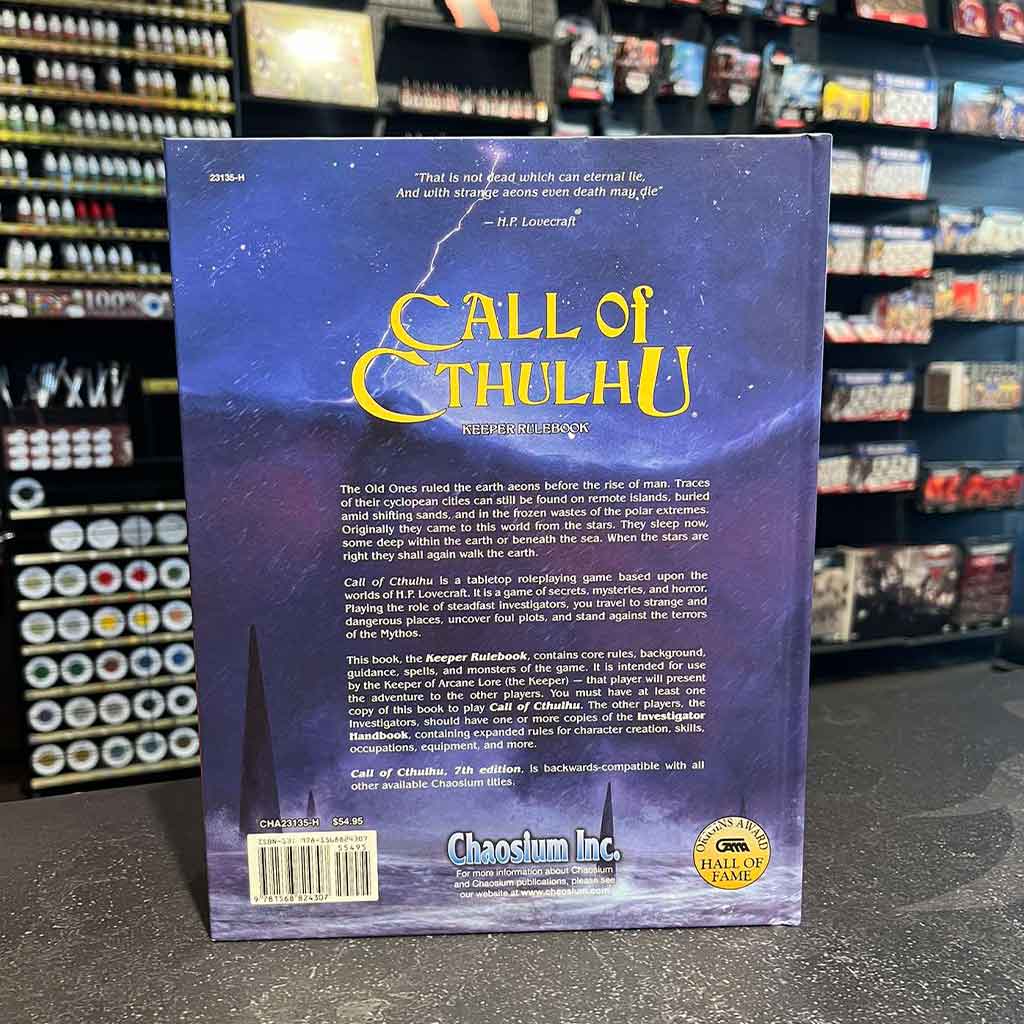 100%
23135-H
"That is not dead which can eternal lie,
And with strange aeons even death may die"
— H.P. Lovecraft
CALL of
CTHULHU
KEEPER RULEBOOK
The Old Ones ruled the earth aeons before the rise of man. Traces
of their cyclopean cities can still be found on remote islands, buried
amid shifting sands, and in the frozen wastes of the polar extremes.
Originally they came to this world from the stars. They sleep now,
some deep within the earth or beneath the sea. When the stars are
right they shall again walk the earth.
Call of Cthulhu is a tabletop roleplaying game based upon the
worlds of H.P. Lovecraft. It is a game of secrets, mysteries, and horror.
Playing the role of steadfast investigators, you travel to strange and
dangerous places, uncover foul plots, and stand against the terrors
of the Mythos.
This book, the Keeper Rulebook, contains core rules, background,
guidance, spells, and monsters of the game. It is intended for use
by the Keeper of Arcane Lore (the Keeper) — that player will present
the adventure to the other players. You must have at least one
copy of this book to play Call of Cthulhu. The other players, the
Investigators, should have one or more copies of the Investigator
Handbook, containing expanded rules for character creation, skills,
occupations, equipment, and more.
Call of Cthulhu, 7th edition, is backwards-compatible with all
other available Chaosium titles.
CHA23135-H $54.95
ISBN-13: 978-1568824307
55495
9 781568 824307
Chaosium Inc.
For more information about Chaosium
and Chaosium publications, please see
our website at www.chaosium.com
ORIGINS AWARD
GAMA
HALL OF
FAME